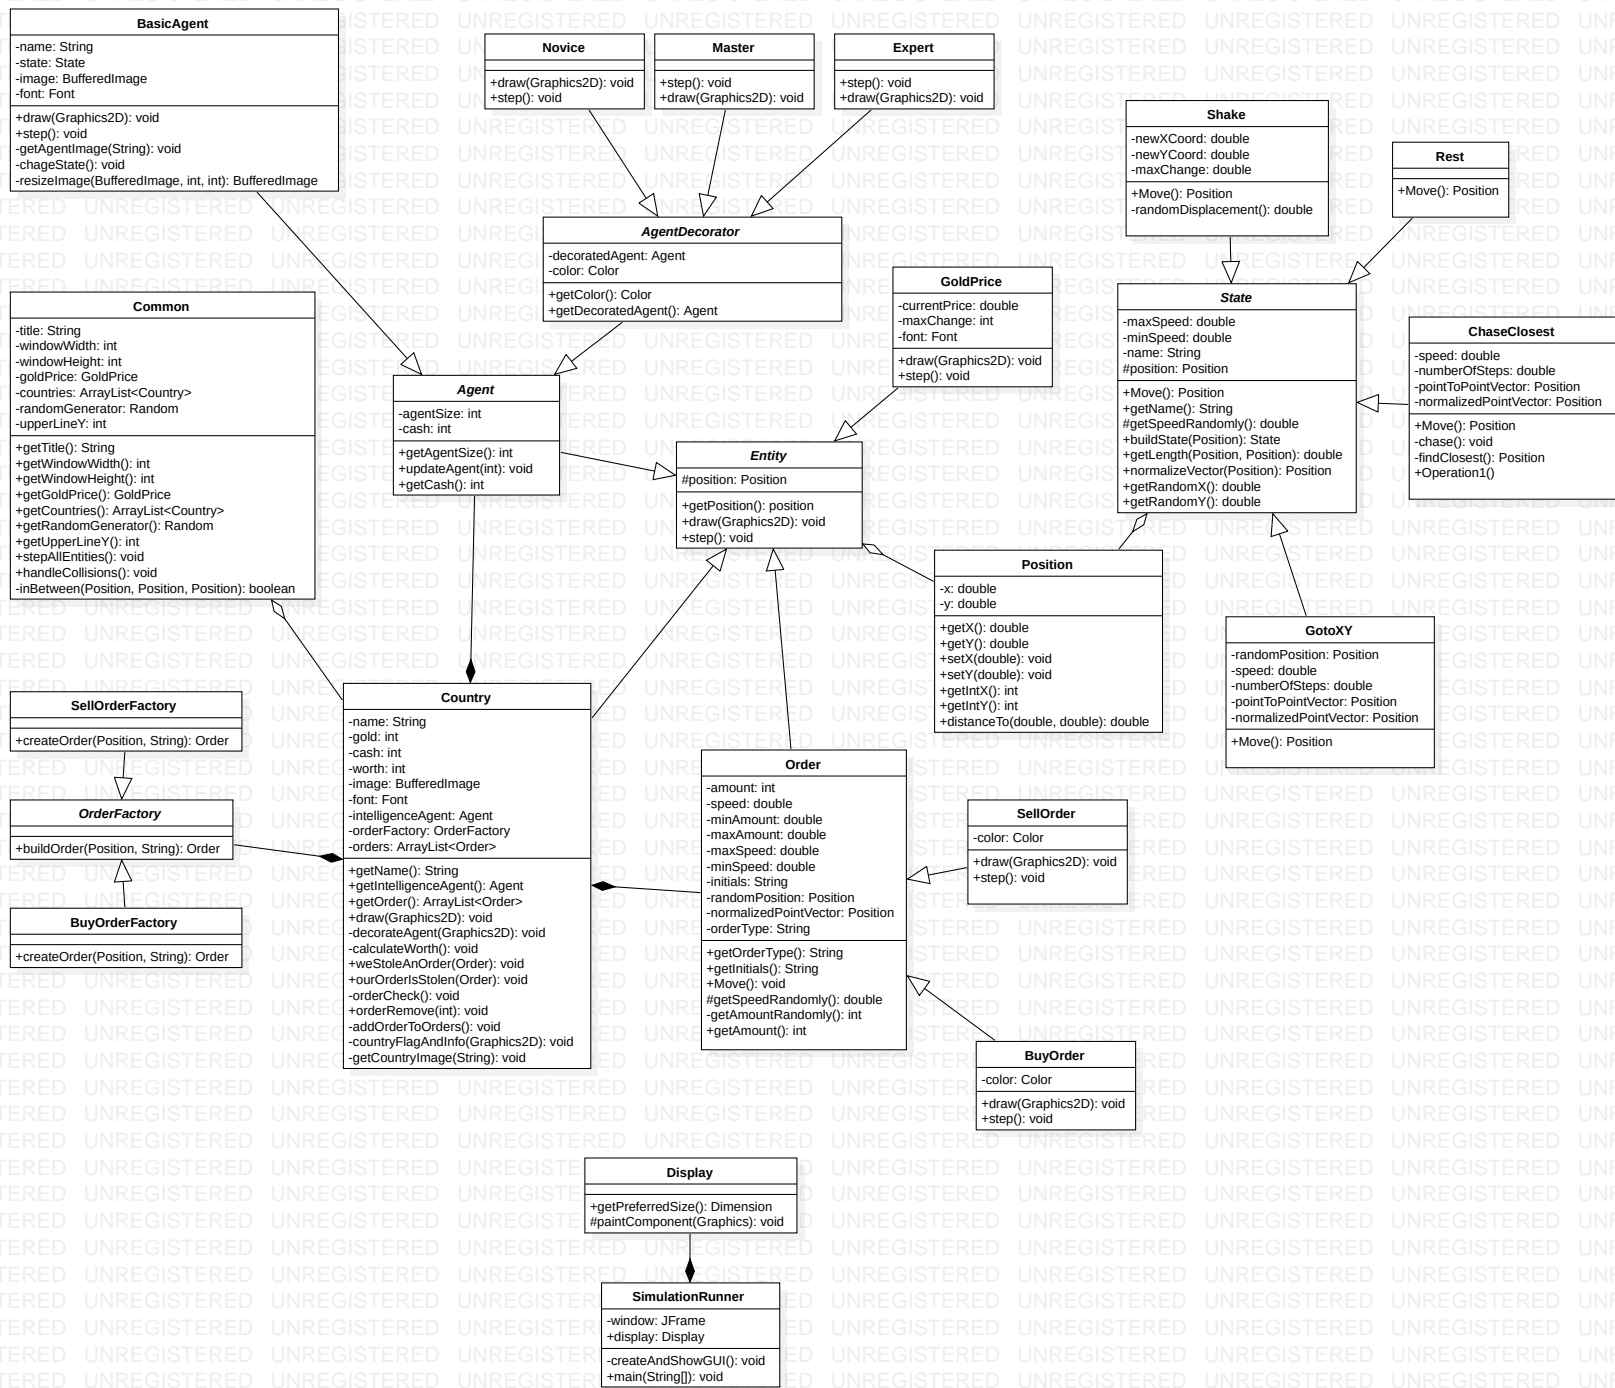 BasicAgent
-name: String
-state: State
-image: BufferedImage
-font: Font
+draw(Graphics2D): void
+step(): void
-getAgentImage(String): void
-chageState(): void
-resizeImage(BufferedImage, int, int): BufferedImage
Novice
+draw(Graphics2D): void
+step(): void
Master
+step(): void
+draw(Graphics2D): void
Expert
+step(): void
+draw(Graphics2D): void
Shake
-newXCoord: double
-newYCoord: double
-maxChange: double
+Move(): Position
-randomDisplacement(): double
Rest
+Move(): Position
AgentDecorator
-decoratedAgent: Agent
-color: Color
+getColor(): Color
+getDecoratedAgent(): Agent
GoldPrice
-currentPrice: double
-maxChange: int
-font: Font
+draw(Graphics2D): void
+step(): void
State
-maxSpeed: double
-minSpeed: double
-name: String
#position: Position
+Move(): Position
+getName(): String
#getSpeedRandomly(): double
+buildState(Position): State
+getLength(Position, Position): double
+normalizeVector(Position): Position
+getRandomX(): double
+getRandomY(): double
ChaseClosest
-speed: double
-numberOfSteps: double
-pointToPointVector: Position
-normalizedPointVector: Position
+Move(): Position
-chase(): void
-findClosest(): Position
+Operation1()
Common
-title: String
-windowWidth: int
-windowHeight: int
-goldPrice: GoldPrice
-countries: ArrayList<Country>
-randomGenerator: Random
-upperLineY: int
+getTitle(): String
+getWindowWidth(): int
+getWindowHeight(): int
+getGoldPrice(): GoldPrice
+getCountries(): ArrayList<Country>
+getRandomGenerator(): Random
+getUpperLineY(): int
+stepAllEntities(): void
+handleCollisions(): void
-inBetween(Position, Position, Position): boolean
Agent
-agentSize: int
-cash: int
+getAgentSize(): int
+updateAgent(int): void
+getCash(): int
Entity
#position: Position
+getPosition(): position
+draw(Graphics2D): void
+step(): void
Position
-x: double
-y: double
+getX(): double
+getY(): double
+setX(double): void
+setY(double): void
+getIntX(): int
+getIntY(): int
+distanceTo(double, double): double
GotoXY
-randomPosition: Position
-speed: double
-numberOfSteps: double
-pointToPointVector: Position
-normalizedPointVector: Position
+Move(): Position
SellOrderFactory
+createOrder(Position, String): Order
OrderFactory
+buildOrder(Position, String): Order
BuyOrderFactory
+createOrder(Position, String): Order
Country
-name: String
-gold: int
-cash: int
-worth: int
-image: BufferedImage
-font: Font
-intelligenceAgent: Agent
-orderFactory: OrderFactory
-orders: ArrayList<Order>
+getName(): String
+getIntelligenceAgent(): Agent
+getOrder(): ArrayList<Order>
+draw(Graphics2D): void
-decorateAgent(Graphics2D): void
-calculateWorth(): void
+weStoleAnOrder(Order): void
+ourOrderIsStolen(Order): void
-orderCheck(): void
+orderRemove(int): void
-addOrderToOrders(): void
-countryFlagAndInfo(Graphics2D): void
-getCountryImage(String): void
Order
-amount: int
-speed: double
-minAmount: double
-maxAmount: double
-maxSpeed: double
-minSpeed: double
-initials: String
-randomPosition: Position
-normalizedPointVector: Position
-orderType: String
+getOrderType(): String
+getInitials(): String
+Move(): void
#getSpeedRandomly(): double
-getAmountRandomly(): int
+getAmount(): int
SellOrder
-color: Color
+draw(Graphics2D): void
+step(): void
BuyOrder
-color: Color
+draw(Graphics2D): void
+step(): void
Display
+getPreferredSize(): Dimension
#paintComponent(Graphics): void
SimulationRunner
-window: JFrame
+display: Display
-createAndShowGUI(): void
+main(String[]): void
UNREGISTERED